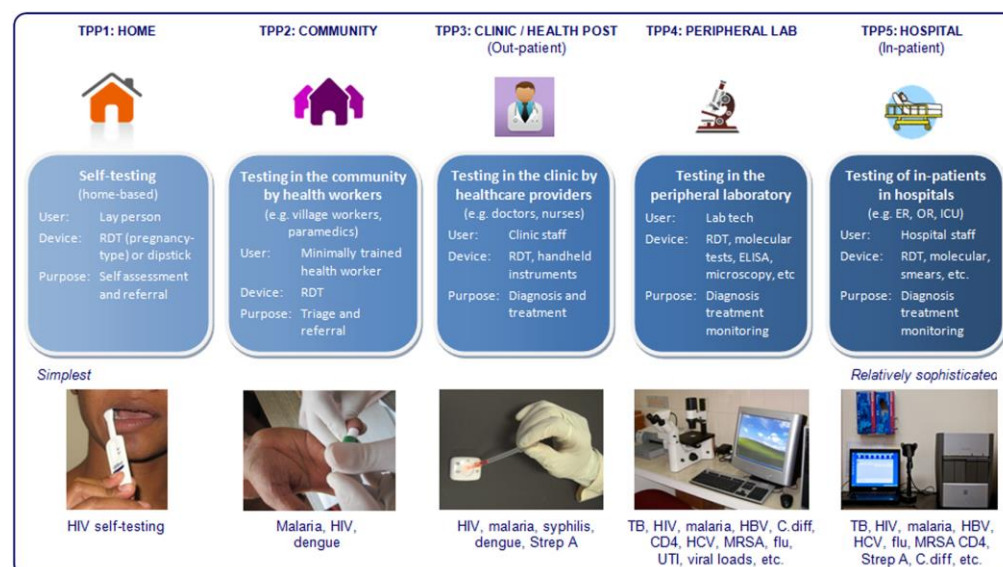 TPP1: HOME
TPP2: COMMUNITY
TPP3: CLINIC / HEALTH POST
(Out-patient)
TPP4: PERIPHERAL LAB
TPP5: HOSPITAL
(In-patient)
Self-testing
(home-based)
User: Lay person
Device: RDT (pregnancy-
type) or dipstick
Purpose: Self assessment
and referral
Testing in the community
by health workers
(e.g. village workers,
paramedics)
User: Minimally trained
health worker
Device: RDT
Purpose: Triage and
referral
Testing in the clinic by
healthcare providers
(e.g. doctors, nurses)
User: Clinic staff
Device: RDT, handheld
instruments
Purpose: Diagnosis and
treatment
Testing in the
peripheral laboratory
User: Lab tech
Device: RDT, molecular
tests, ELISA,
microscopy, etc
Purpose: Diagnosis
treatment
monitoring
Testing of in-patients
in hospitals
(e.g. ER, OR, ICU)
User: Hospital staff
Device: RDT, molecular,
smears, etc.
Purpose: Diagnosis
treatment
monitoring
Simplest
Relatively sophisticated
HIV self-testing
Malaria, HIV,
dengue
HIV, malaria, syphilis,
dengue, Strep A
TB, HIV, malaria, HBV, C.diff,
CD4, HCV, MRSA, flu,
UTI, viral loads, etc.
TB, HIV, malaria, HBV,
HCV, flu, MRSA CD4,
Strep A, C.diff, etc.